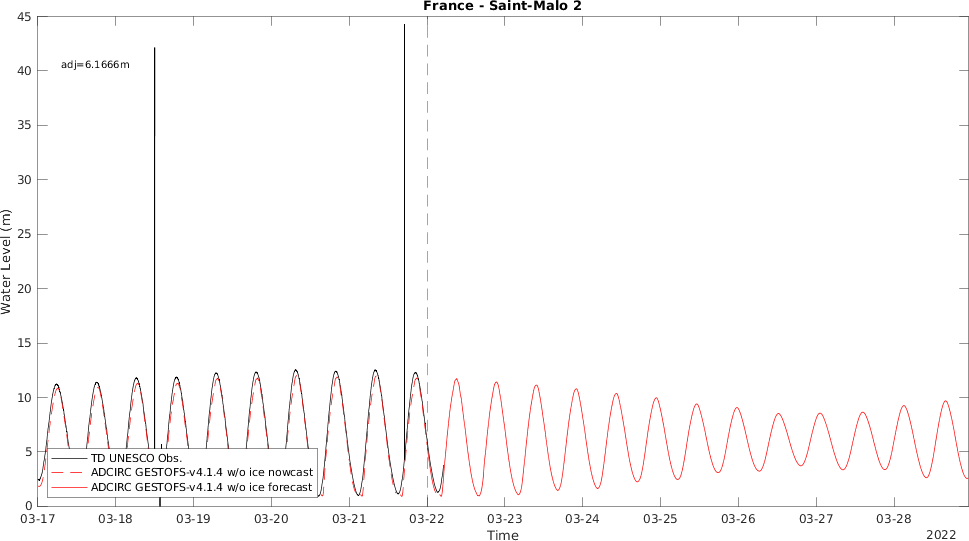 France - Saint-Malo 2
45
40
35
30
25
20
15
10
5
0
Water Level (m)
adj=6.1666m
TD UNESCO Obs.
ADCIRC GESTOFS-v4.1.4 w/o ice nowcast
ADCIRC GESTOFS-v4.1.4 w/o ice forecast
03-17 03-18 03-19 03-20 03-21 03-22 03-23 03-24 03-25 03-26 03-27 03-28
Time
2022